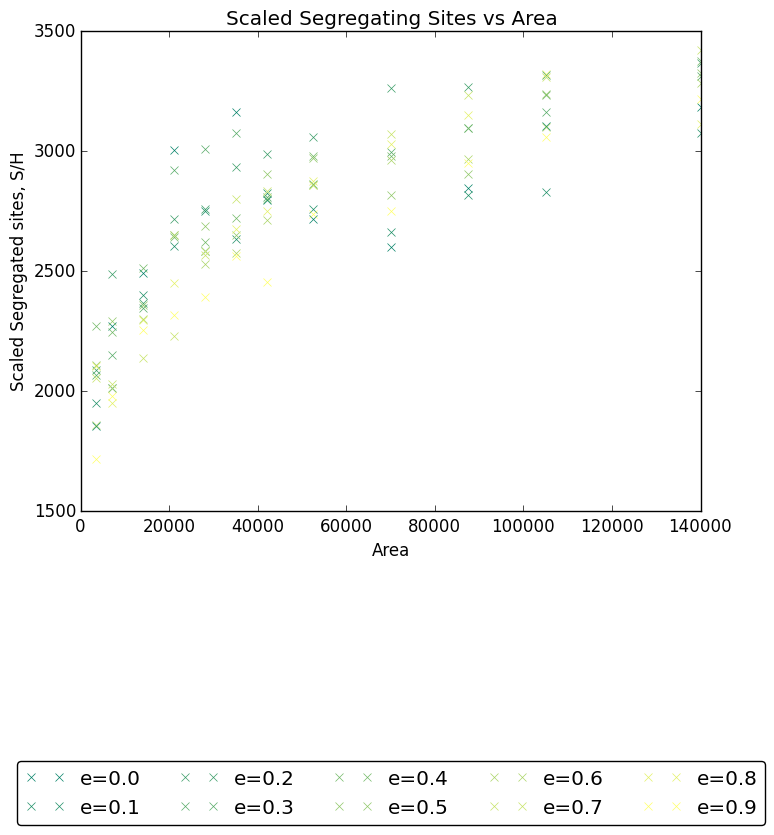 Scaled Segregating Sites vs Area
3500
3000
2500
2000
1500
Scaled Segregated sites, S/H
0 20000 40000 60000 80000 100000 120000 140000
Area
e=0.0 e=0.2 e=0.4 e=0.6 e=0.8
e=0.1 e=0.3 e=0.5 e=0.7 e=0.9